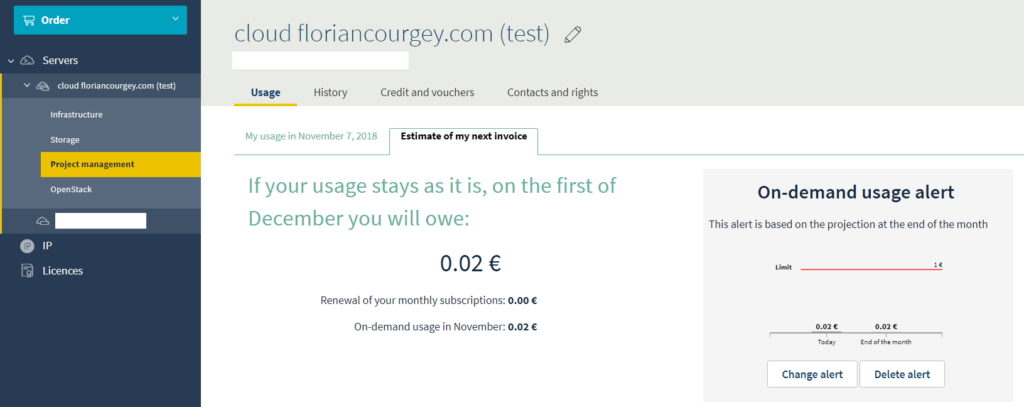 Order
Servers
cloud floriancourgey.com (test)
Infrastructure
Storage
Project management
OpenStack
IP
IP
Licences
cloud floriancourgey.com (test)
Usage
History
Credit and vouchers
Contacts and rights
My usage in November 7, 2018
Estimate of my next invoice
If your usage stays as it is, on the first of
December you will owe:
0.02 €
Renewal of your monthly subscriptions: 0.00 €
On-demand usage in November: 0.02 €
On-demand usage alert
This alert is based on the projection at the end of the month
Limit
1 €
0.02 €
0.02 €
Today
End of the month
Change alert
Delete alert